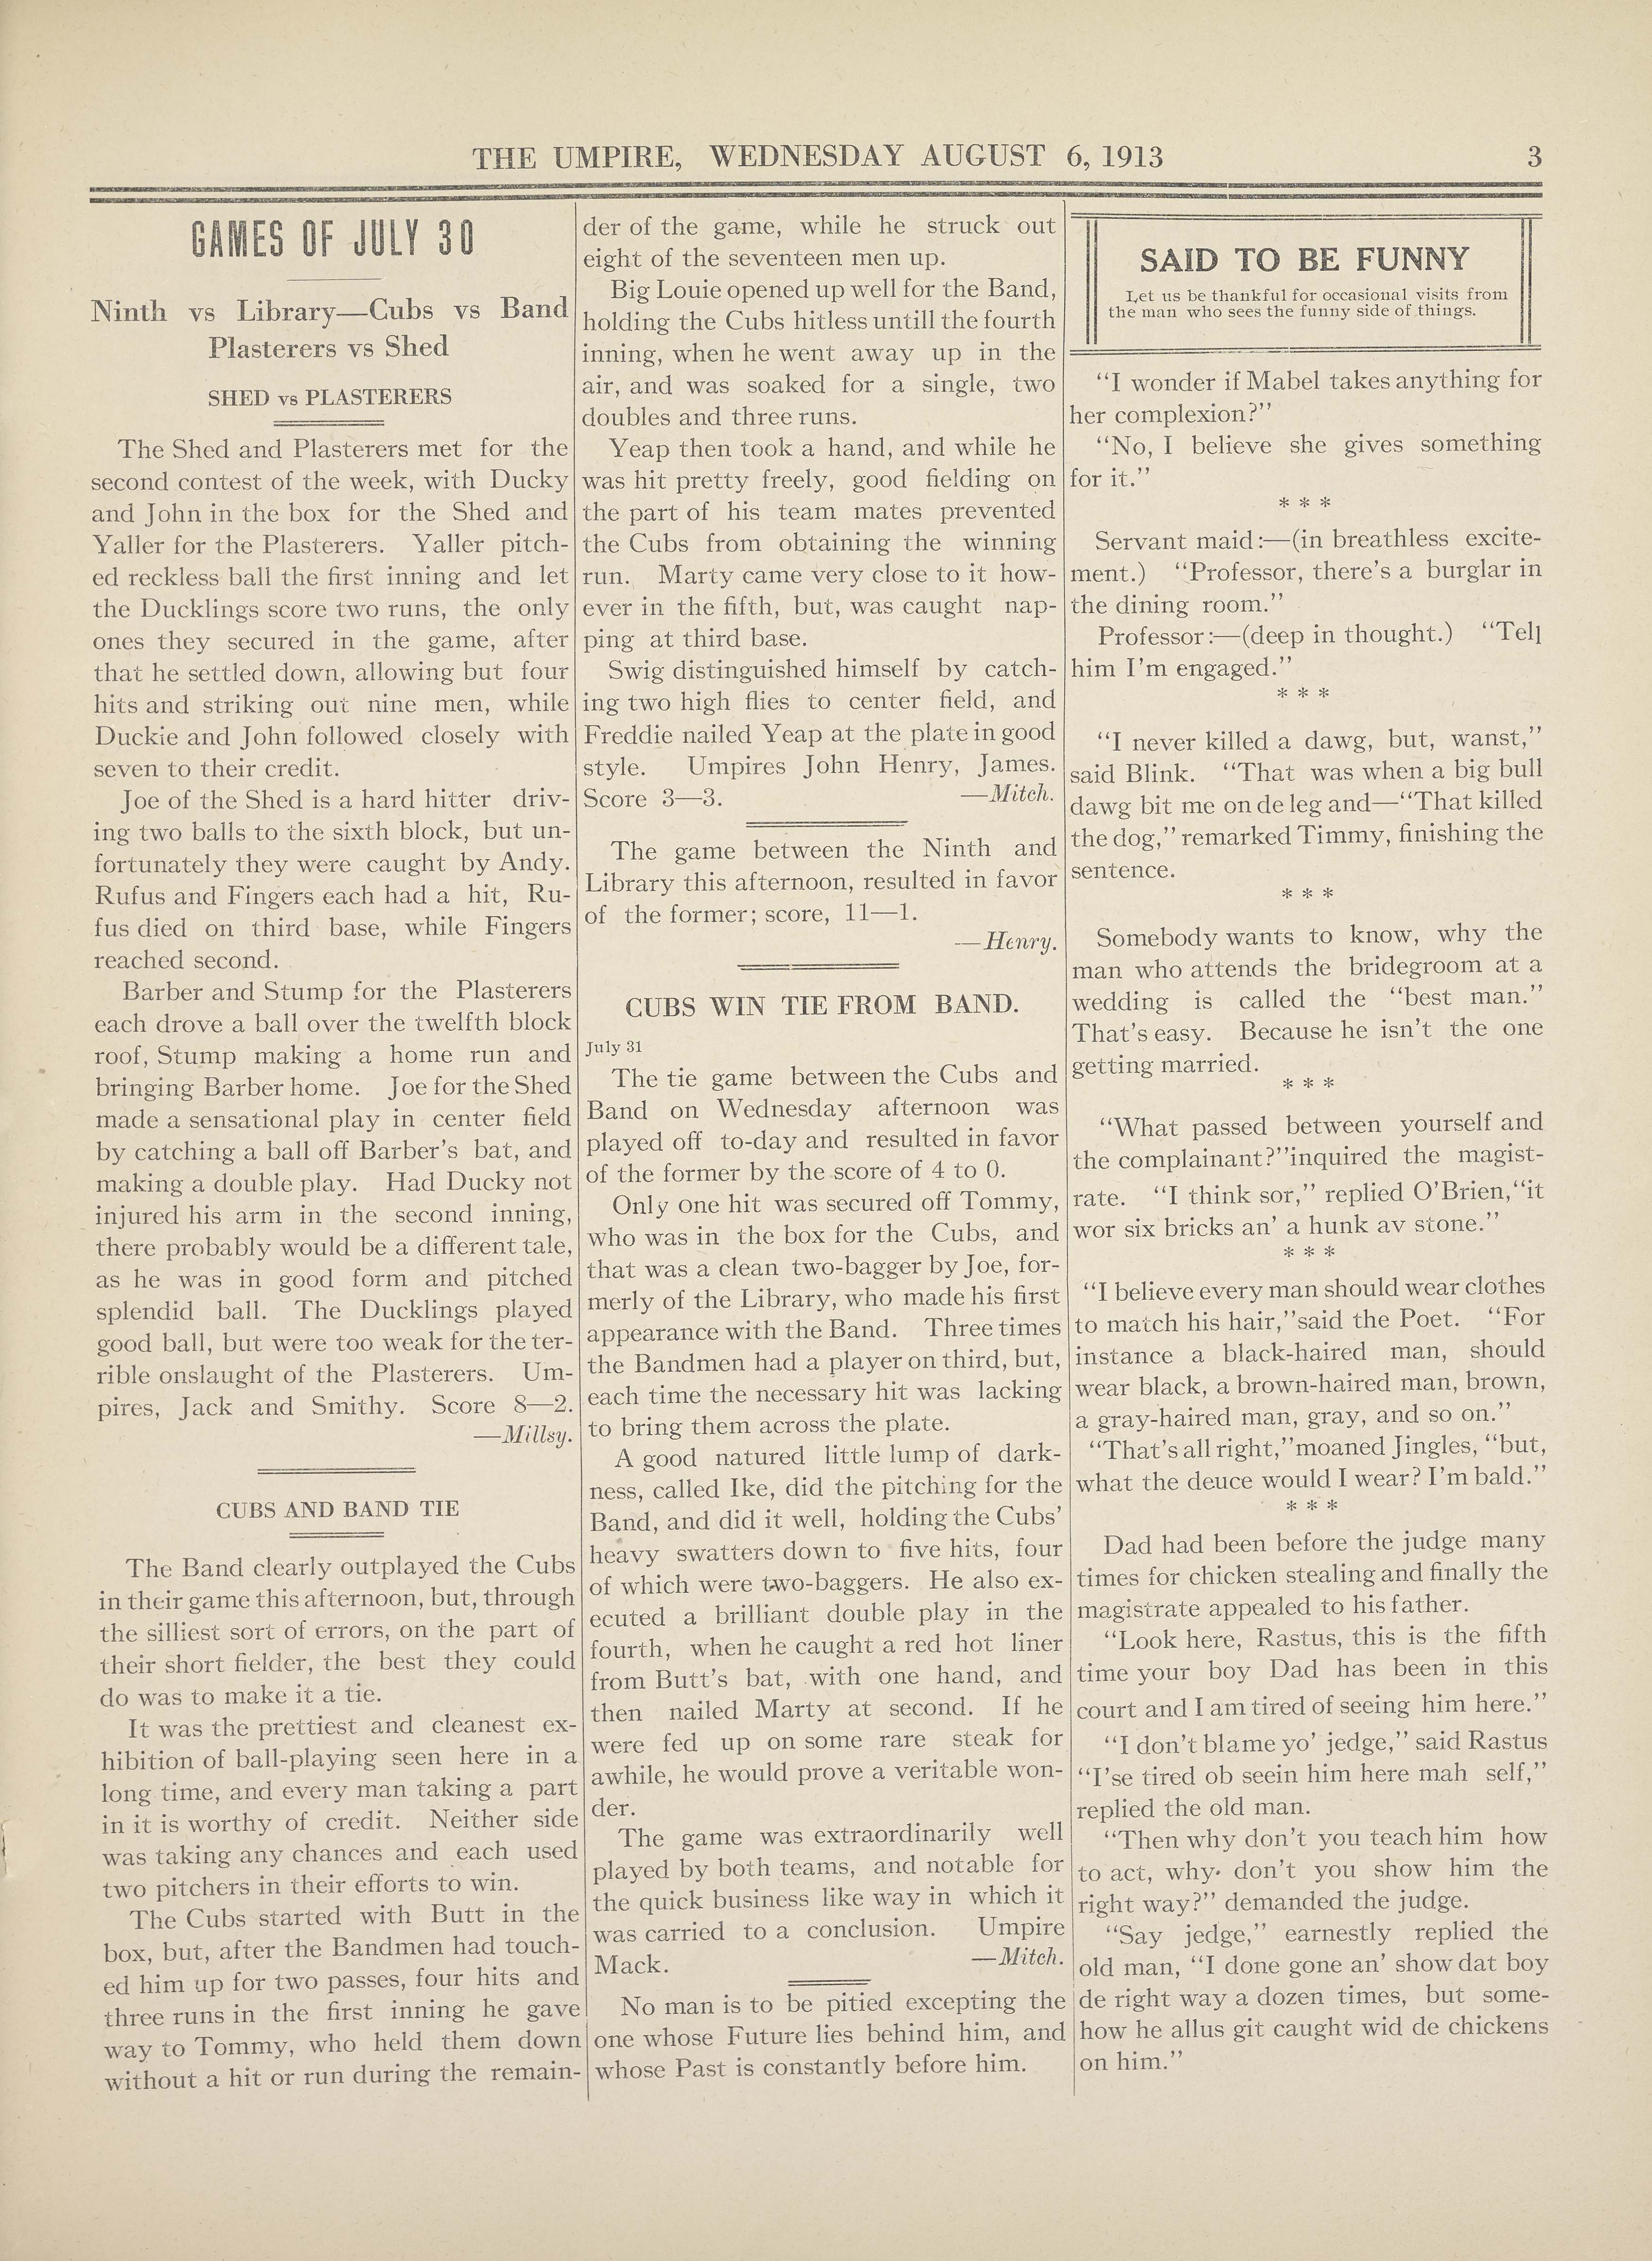 THE UMPIRE, WEDNESDAY AUGUST 6, 1913 3
GAMES OF JULY 30
Ninth vs Library—Cubs vs Band
Plasterers vs Shed
SHED vs PLASTERERS
The Shed and Plasterers met for the
second contest of the week, with Ducky
and John in the box for the Shed and
Yaller for the Plasterers. Yaller pitch-
ed reckless ball the first inning and let
the Ducklings score two runs, the only
ones they secured in the game, after
that he settled down, allowing but four
hits and striking out nine men, while
Duckie and John followed closely with
seven to their credit.
Joe of the Shed is a hard hitter driv-
ing two balls to the sixth block, but un-
fortunately they were caught by Andy.
Rufus and Fingers each had a hit, Ru-
fus died on third base, while Fingers
reached second.
Barber and Stump for the Plasterers
each drove a ball over the twelfth block
roof, Stump making a home run and
bringing Barber home. Joe for the Shed
made a sensational play in center field
by catching a ball off Barber's bat, and
making a double play. Had Ducky not
injured his arm in the second inning,
there probably would be a different tale,
as he was in good form and pitched
splendid ball. The Ducklings played
good ball, but were too weak for the ter-
rible onslaught of the Plasterers. Um-
pires, Jack and Smithy. Score 8—2.
—Millsy.
CUBS AND BAND TIE
The Band clearly outplayed the Cubs
in their game this afternoon, but, through
the silliest sort of errors, on the part of
their short fielder, the best they could
do was to make it a tie.
It was the prettiest and cleanest ex-
hibition of ball-playing seen here in a
long time, and every man taking a part
in it is worthy of credit. Neither side
was taking any chances and each used
two pitchers in their efforts to win.
The Cubs started with Butt in the
box, but, after the Bandmen had touch-
ed him up for two passes, four hits and
three runs in the first inning he gave
way to Tommy, who held them down
without a hit or run during the remain-
der of the game, while he struck out
eight of the seventeen men up.
Big Louie opened up well for the Band,
holding the Cubs hitless untill the fourth
inning, when he went away up in the
air, and was soaked for a single, two
doubles and three runs.
Yeap then took a hand, and while he
was hit pretty freely, good fielding on
the part of his team mates prevented
the Cubs from obtaining the winning
run. Marty came very close to it how-
ever in the fifth, but, was caught nap-
ping at third base.
Swig distinguished himself by catch-
ing two high flies to center field, and
Freddie nailed Yeap at the plate in good
style. Umpires John Henry, James.
Score 3—3. —Mitch.
The game between the Ninth and
Library this afternoon, resulted in favor
of the former; score, 11—1.
—Henry.
CUBS WIN TIE FROM BAND.
July 31
The tie game between the Cubs and
Band on Wednesday afternoon was
played off to-day and resulted in favor
of the former by the score of 4 to 0.
Only one hit was secured off Tommy,
who was in the box for the Cubs, and
that was a clean two-bagger by Joe, for-
merly of the Library, who made his first
appearance with the Band. Three times
the Bandmen had a player on third, but,
each time the necessary hit was lacking
to bring them across the plate.
A good natured little lump of dark-
ness, called Ike, did the pitching for the
Band, and did it well, holding the Cubs'
heavy swatters down to five hits, four
of which were two-baggers. He also ex-
ecuted a brilliant double play in the
fourth, when he caught a red hot liner
from Butt's bat, with one hand, and
then nailed Marty at second. If he
were fed up on some rare steak for
awhile, he would prove a veritable won-
der.
The game was extraordinarily well
played by both teams, and notable for
the quick business like way in which it
was carried to a conclusion. Umpire
Mack. —Mitch.
No man is to be pitied excepting the
one whose Future lies behind him, and
whose Past is constantly before him.
SAID TO BE FUNNY
Let us be thankful for occasional visits from
the man who sees the funny side of things.
"I wonder if Mabel takes anything for
her complexion?"
"No, I believe she gives something
for it."
* * *
Servant maid:—(in breathless excite-
ment.) "Professor, there's a burglar in
the dining room."
Professor:—(deep in thought.) "Tell
him I'm engaged."
* * *
"I never killed a dawg, but, wanst,"
said Blink. "That was when a big bull
dawg bit me on de leg and—"That killed
the dog," remarked Timmy, finishing the
sentence.
* * *
Somebody wants to know, why the
man who attends the bridegroom at a
wedding is called the "best man."
That's easy. Because he isn't the one
getting married.
* * *
"What passed between yourself and
the complainant?"inquired the magist-
rate. "I think sor," replied O'Brien,"it
wor six bricks an' a hunk av stone."
* * *
"I believe every man should wear clothes
to match his hair,"said the Poet. "For
instance a black-haired man, should
wear black, a brown-haired man, brown,
a gray-haired man, gray, and so on."
"That's all right,"moaned Jingles, "but,
what the deuce would I wear? I'm bald."
* * *
Dad had been before the judge many
times for chicken stealing and finally the
magistrate appealed to his father.
"Look here, Rastus, this is the fifth
time your boy Dad has been in this
court and I am tired of seeing him here."
"I don't blame yo' jedge," said Rastus
"I'se tired ob seein him here mah self,"
replied the old man.
"Then why don't you teach him how
to act, why don't you show him the
right way?" demanded the judge.
"Say jedge," earnestly replied the
old man, "I done gone an' show dat boy
de right way a dozen times, but some-
how he allus git caught wid de chickens
on him."